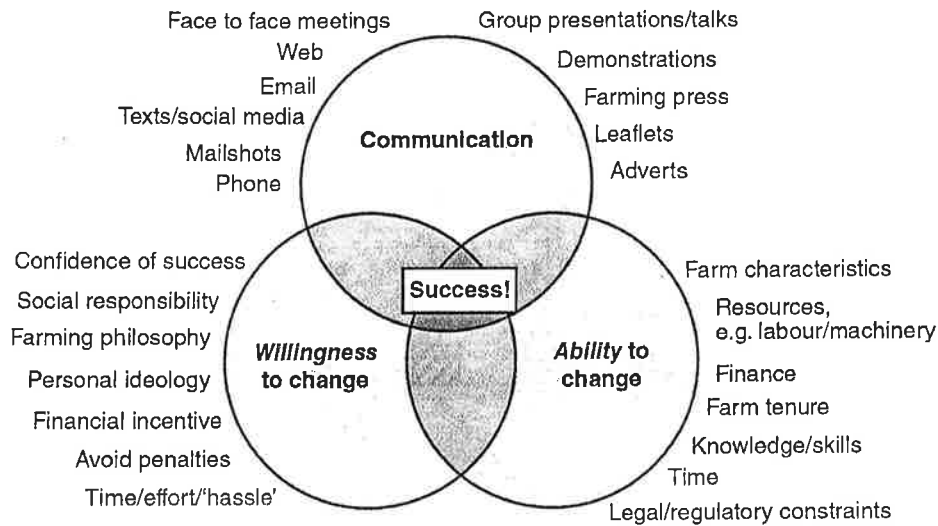 Face to face meetings
Web
Email
Texts/social media
Mailshots
Phone
Group presentations/talks
Demonstrations
Farming press
Leaflets
Adverts
Communication
Success!
Confidence of success
Social responsibility
Farming philosophy
Personal ideology
Financial incentive
Avoid penalties
Time/effort/'hassle'
Willingness
to change
Ability to
change
Farm characteristics
Resources,
e.g. labour/machinery
Finance
Farm tenure
Knowledge/skills
Time
Legal/regulatory constraints